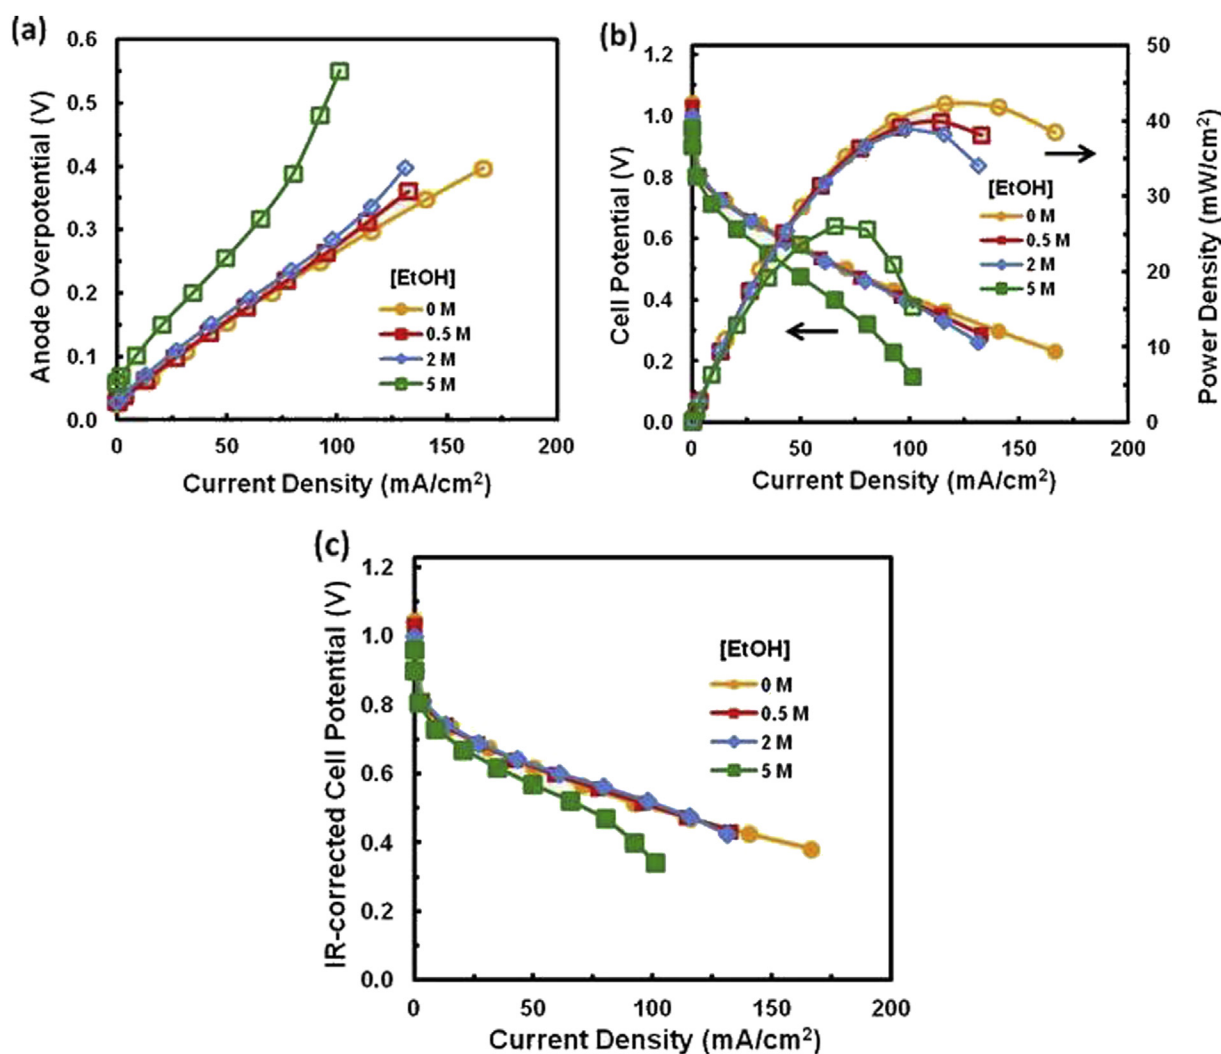 (a)
0.6
0.5
0.4
0.3
0.2
0.1
0.0
Anode Overpotential (V)
[EtOH]
0 M
0.5 M
2 M
5 M
0 50 100 150 200
Current Density (mA/cm²)
(b)
1.2
1.0
0.8
0.6
0.4
0.2
0.0
Cell Potential (V)
50
40
30
20
10
0
Power Density (mW/cm²)
[EtOH]
0 M
0.5 M
2 M
5 M
0 50 100 150 200
Current Density (mA/cm²)
(c)
1.2
1.0
0.8
0.6
0.4
0.2
0.0
IR-corrected Cell Potential (V)
[EtOH]
0 M
0.5 M
2 M
5 M
0 50 100 150 200
Current Density (mA/cm²)